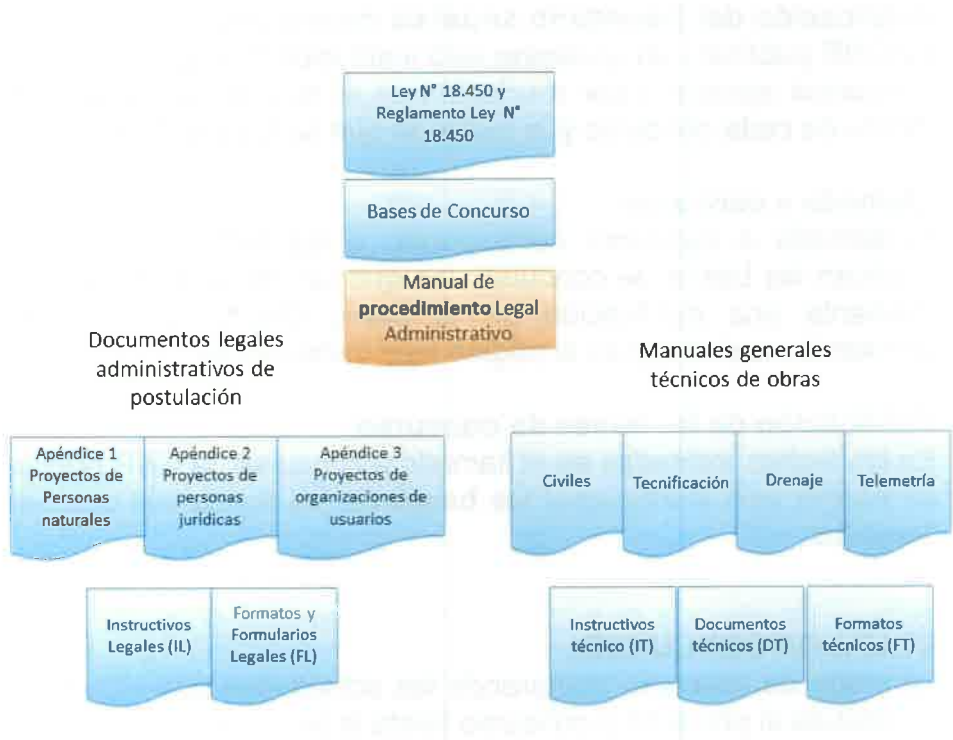 Ley N° 18.450 y
Reglamento Ley N°
18.450
Bases de Concurso
Manual de
procedimiento Legal
Administrativo
Documentos legales
administrativos de
postulación
Apéndice 1
Proyectos de
Personas
naturales
Apéndice 2
Proyectos de
personas
jurídicas
Apéndice 3
Proyectos de
organizaciones de
usuarios
Instructivos
Legales (IL)
Formatos y
Formularios
Legales (FL)
Manuales generales
técnicos de obras
Civiles
Tecnificación
Drenaje
Telemetría
Instructivos
técnico (IT)
Documentos
técnicos (DT)
Formatos
técnicos (FT)